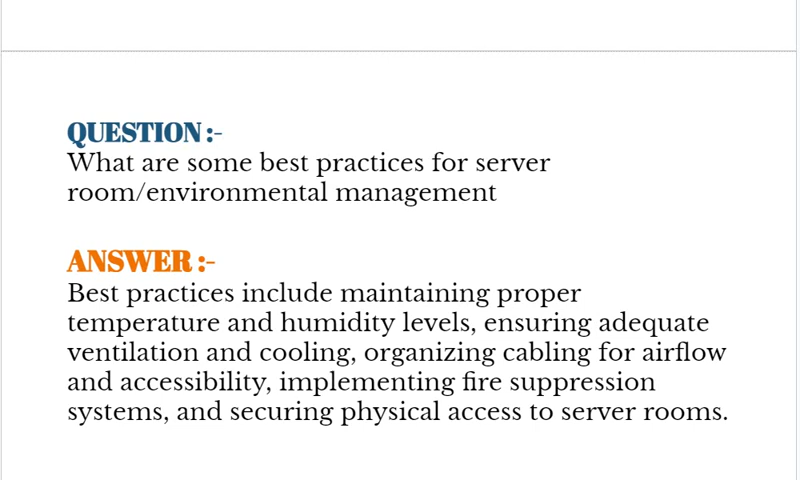 QUESTION :-
What are some best practices for server
room/environmental management
ANSWER :-
Best practices include maintaining proper
temperature and humidity levels, ensuring adequate
ventilation and cooling, organizing cabling for airflow
and accessibility, implementing fire suppression
systems, and securing physical access to server rooms.